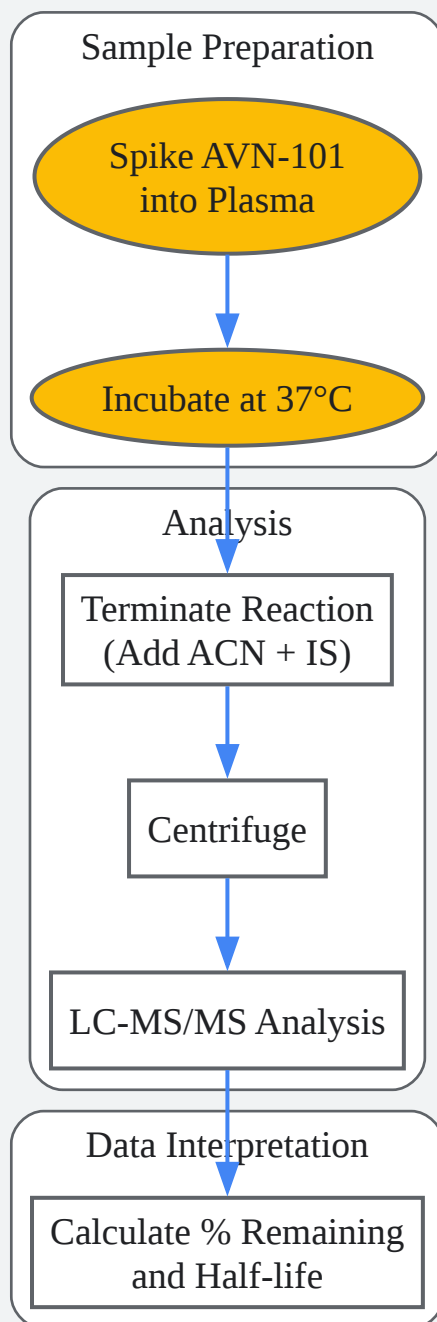 Sample Preparation
Spike AVN-101
into Plasma
Incubate at 37°C
Analysis
Terminate Reaction
(Add ACN + IS)
Centrifuge
LC-MS/MS Analysis
Data Interpretation
Calculate % Remaining
and Half-life